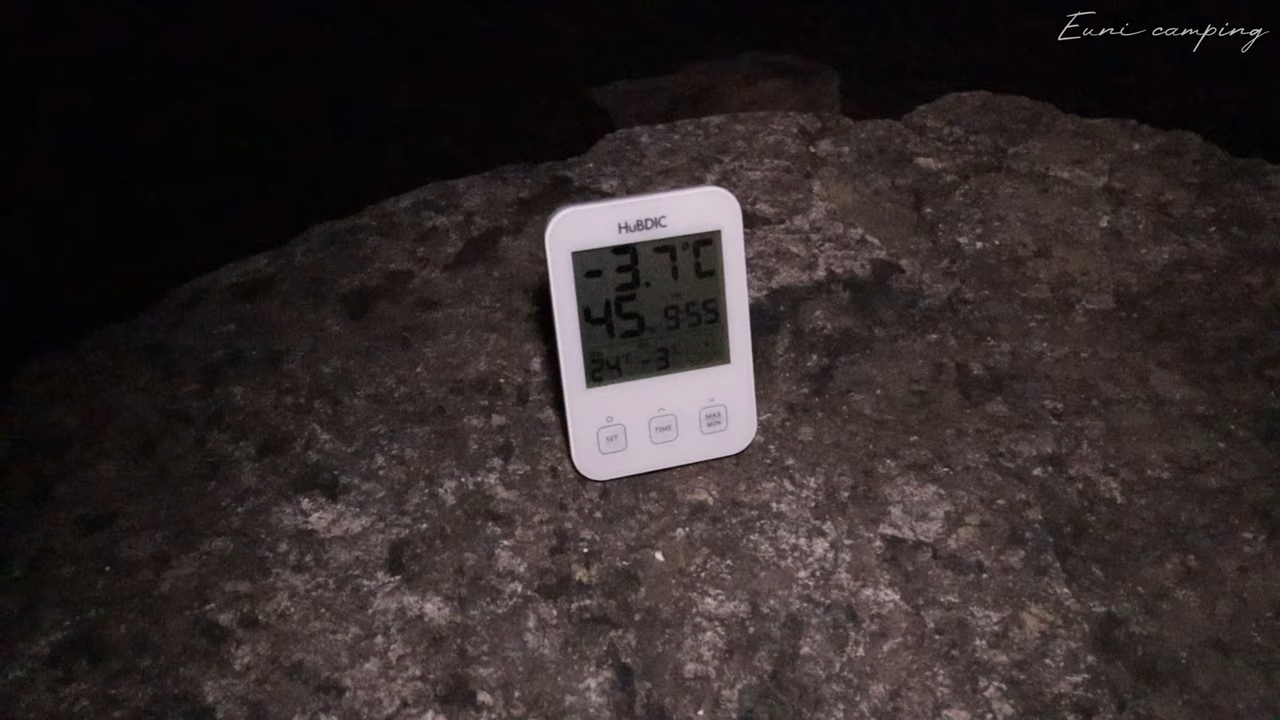 Euni camping
HuBDIC
-3.7°C
45 9:55
24°C -3°C
SET TIME MAX MIN